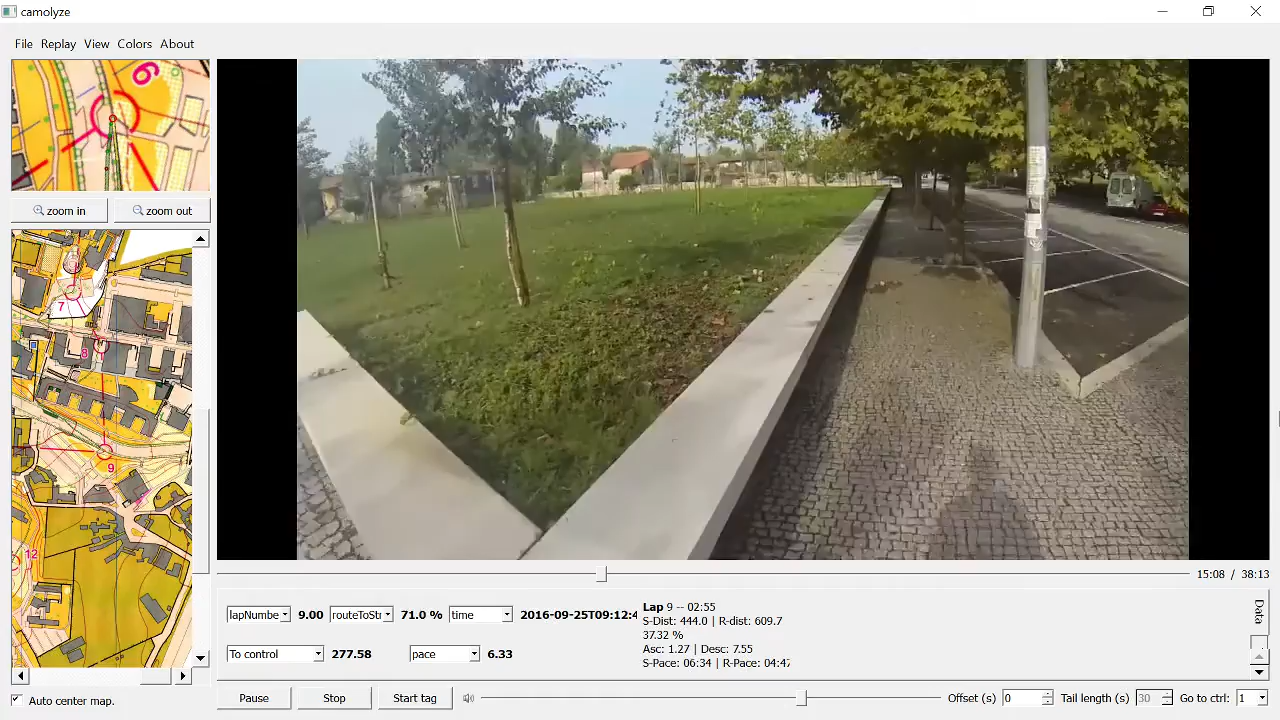 camolyze
File Replay View Colors About
zoom in zoom out
7
8
9
12
15:08 / 38:13
lapNumbe 9.00 routeToStr 71.0 % time 2016-09-25T09:12:4
To control 277.58 pace 6.33
Lap 9 -- 02:55
S-Dist: 444.0 | R-dist: 609.7
37.32 %
Asc: 1.27 | Desc: 7.55
S-Pace: 06:34 | R-Pace: 04:47
Data
Auto center map.
Pause Stop Start tag Offset (s) 0 Tail length (s) 30 Go to ctrl: 1